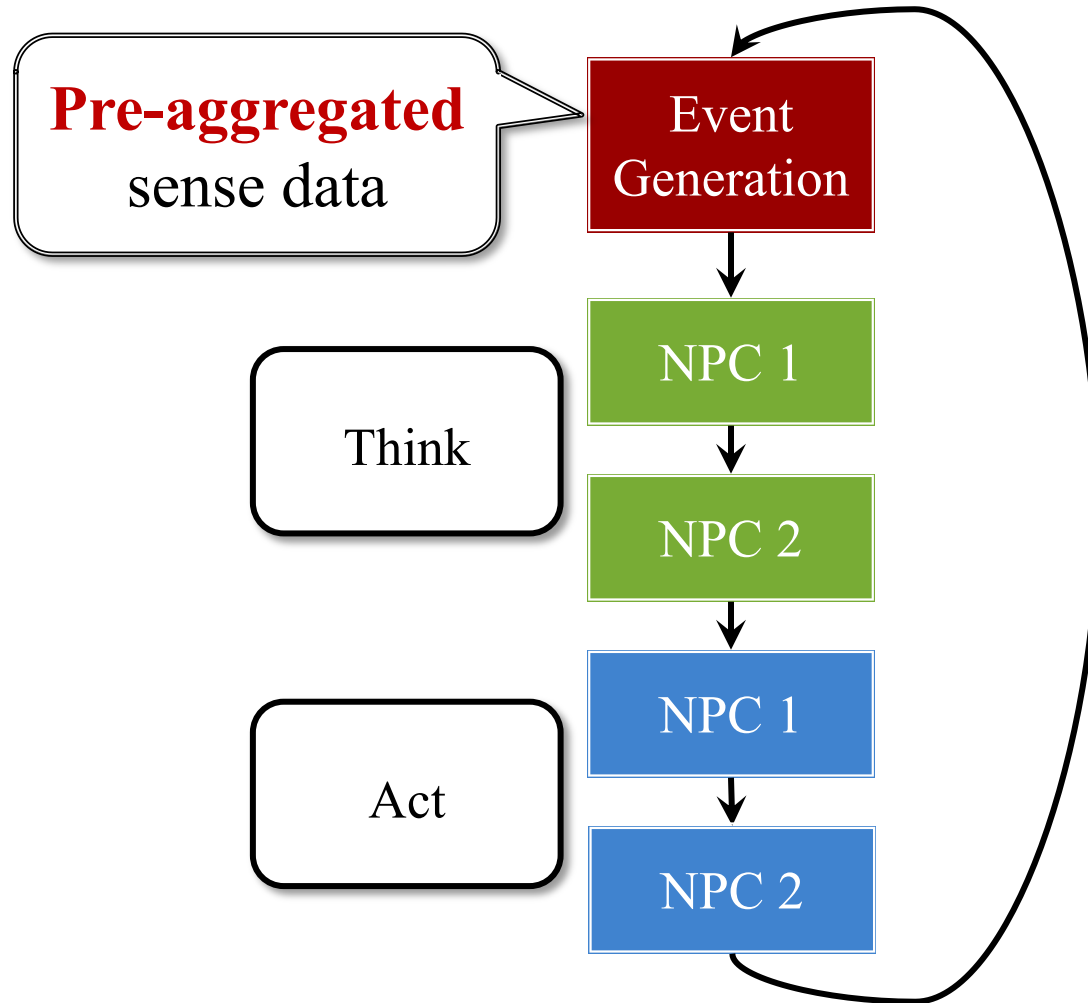 Pre-aggregated
sense data
Event
Generation
NPC 1
Think
NPC 2
NPC 1
Act
NPC 2